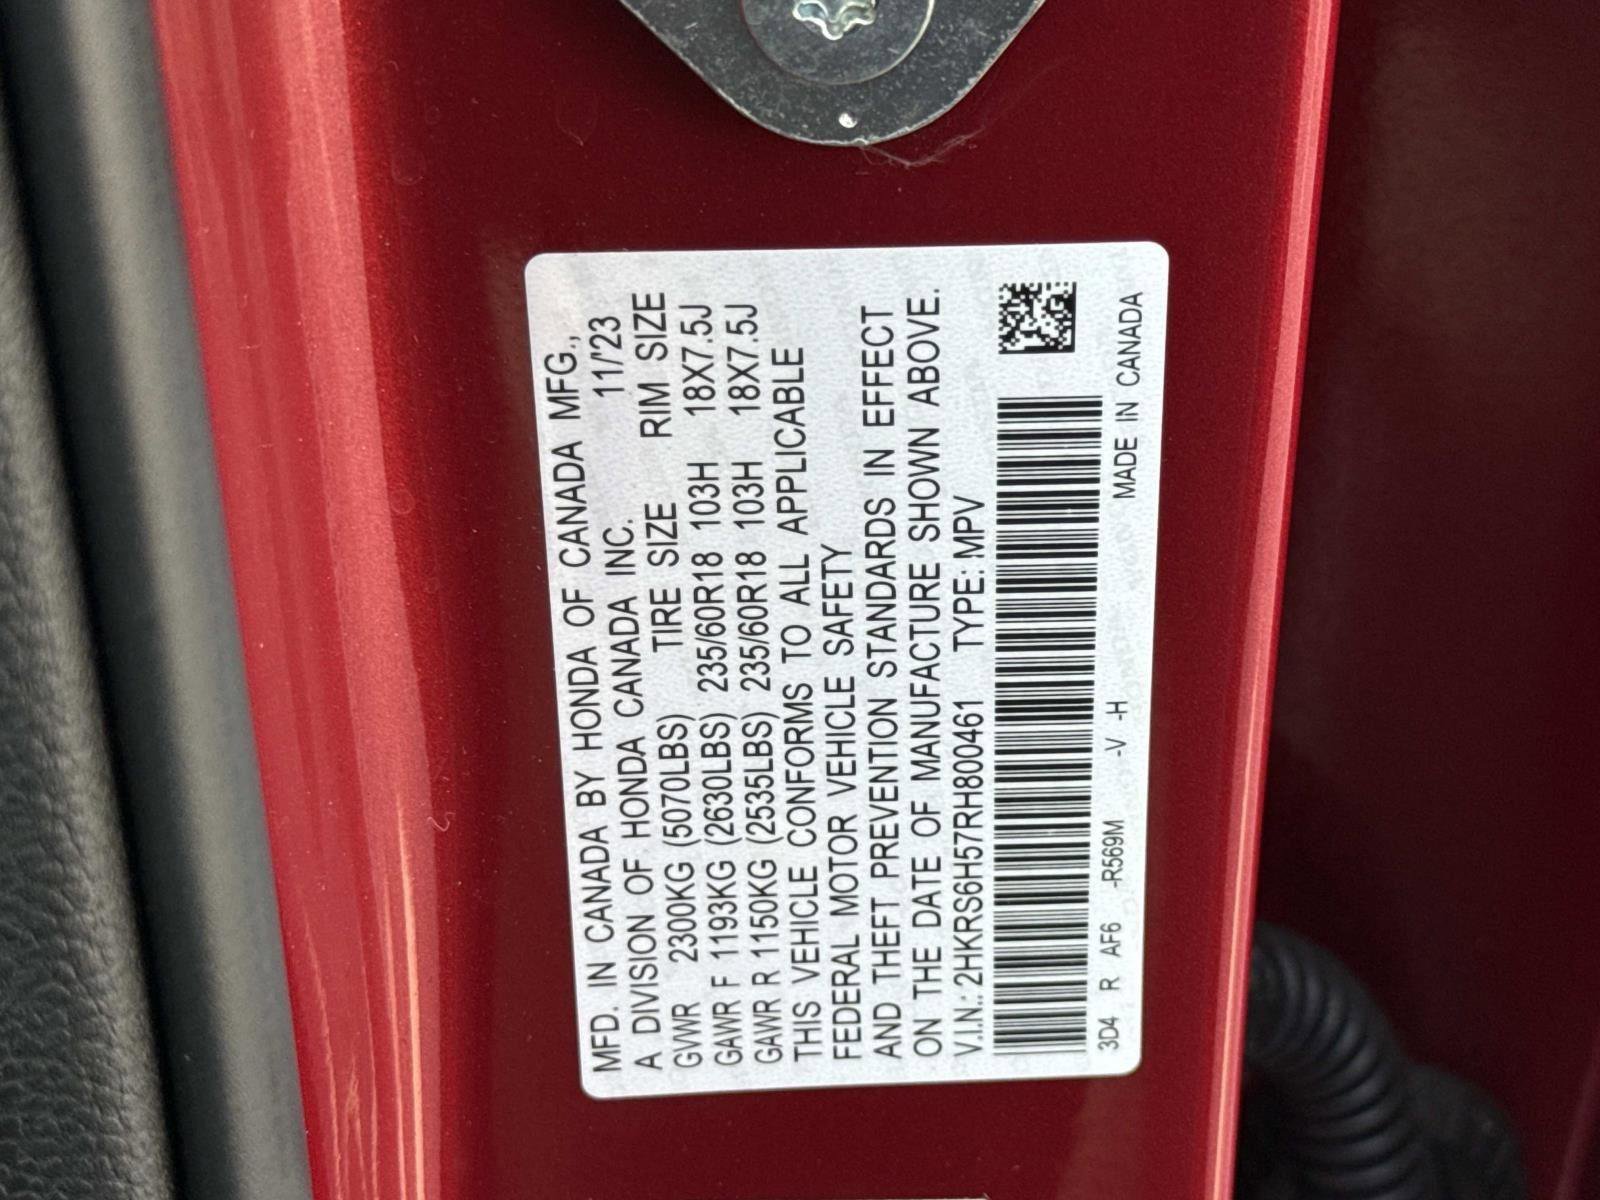 MFD. IN CANADA BY HONDA OF CANADA MFG.,
A DIVISION OF HONDA CANADA INC. 11/'23
GVWR 2300KG (5070LBS) TIRE SIZE RIM SIZE
GAWR F 1193KG (2630LBS) 235/60R18 103H 18X7.5J
GAWR R 1150KG (2535LBS) 235/60R18 103H 18X7.5J
THIS VEHICLE CONFORMS TO ALL APPLICABLE
FEDERAL MOTOR VEHICLE SAFETY
AND THEFT PREVENTION STANDARDS IN EFFECT
ON THE DATE OF MANUFACTURE SHOWN ABOVE.
V.I.N.: 2HKRS6H57RH800461 TYPE: MPV
3D4 R AF6 -R569M -V -H MADE IN CANADA